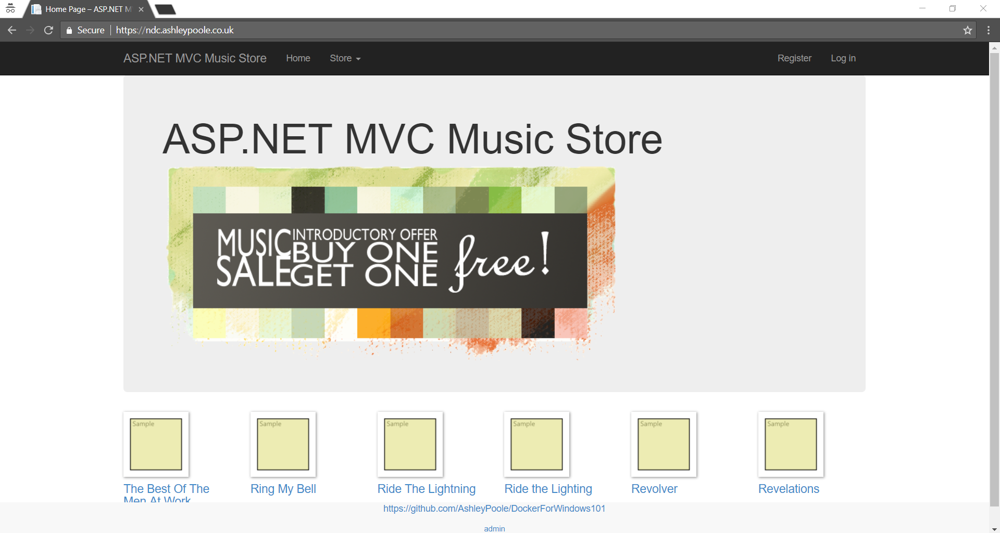 Home Page – ASP.NET M
Secure
https://ndc.ashleypoole.co.uk
ASP.NET MVC Music Store
Home
Store
Register
Log in
ASP.NET MVC Music Store
MUSIC SALE
INTRODUCTORY OFFER
BUY ONE
GET ONE
free!
Sample
Sample
Sample
Sample
Sample
Sample
The Best Of The
Men At Work
Ring My Bell
Ride The Lightning
Ride the Lighting
Revolver
Revelations
https://github.com/AshleyPoole/DockerForWindows101
admin